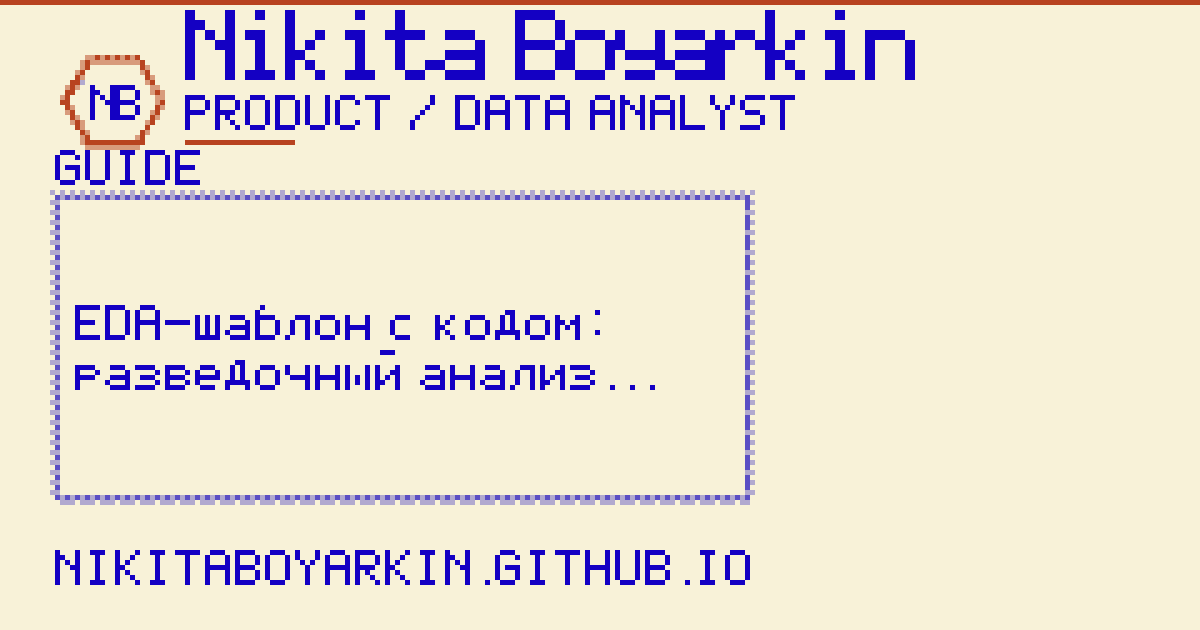 Nikita Boyarkin
NB
PRODUCT / DATA ANALYST
GUIDE
EDA-шаблон с кодом:
разведочный анализ...
NIKITABOYARKIN.GITHUB.IO